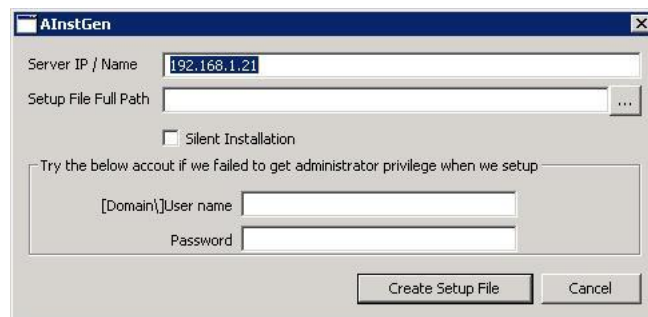 AInstGen
Server IP / Name 192.168.1.21
Setup File Full Path ...
Silent Installation
Try the below accout if we failed to get administrator privilege when we setup
[Domain\]User name
Password
Create Setup File Cancel